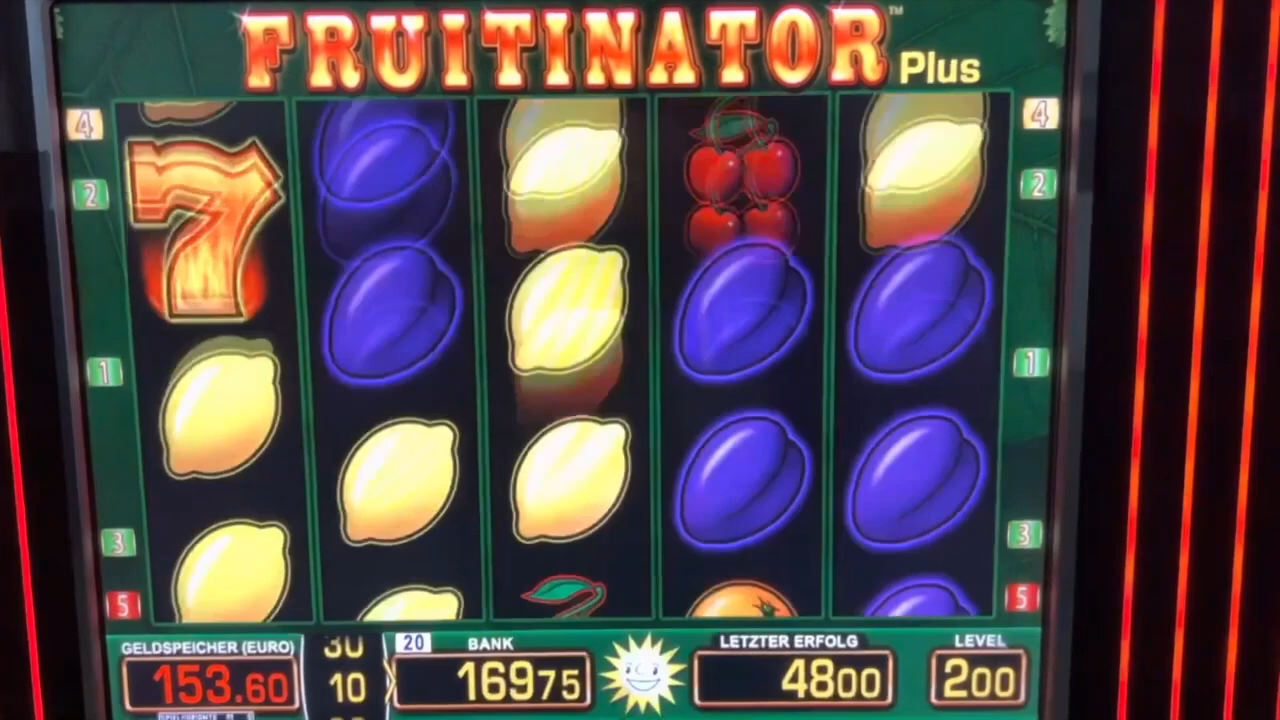 FRUITINATOR™ Plus
4 4
2 2
1 1
3 3
5 5
GELDSPEICHER (EURO) 30 20 BANK LETZTER ERFOLG LEVEL
153.60 10 16975 4800 200